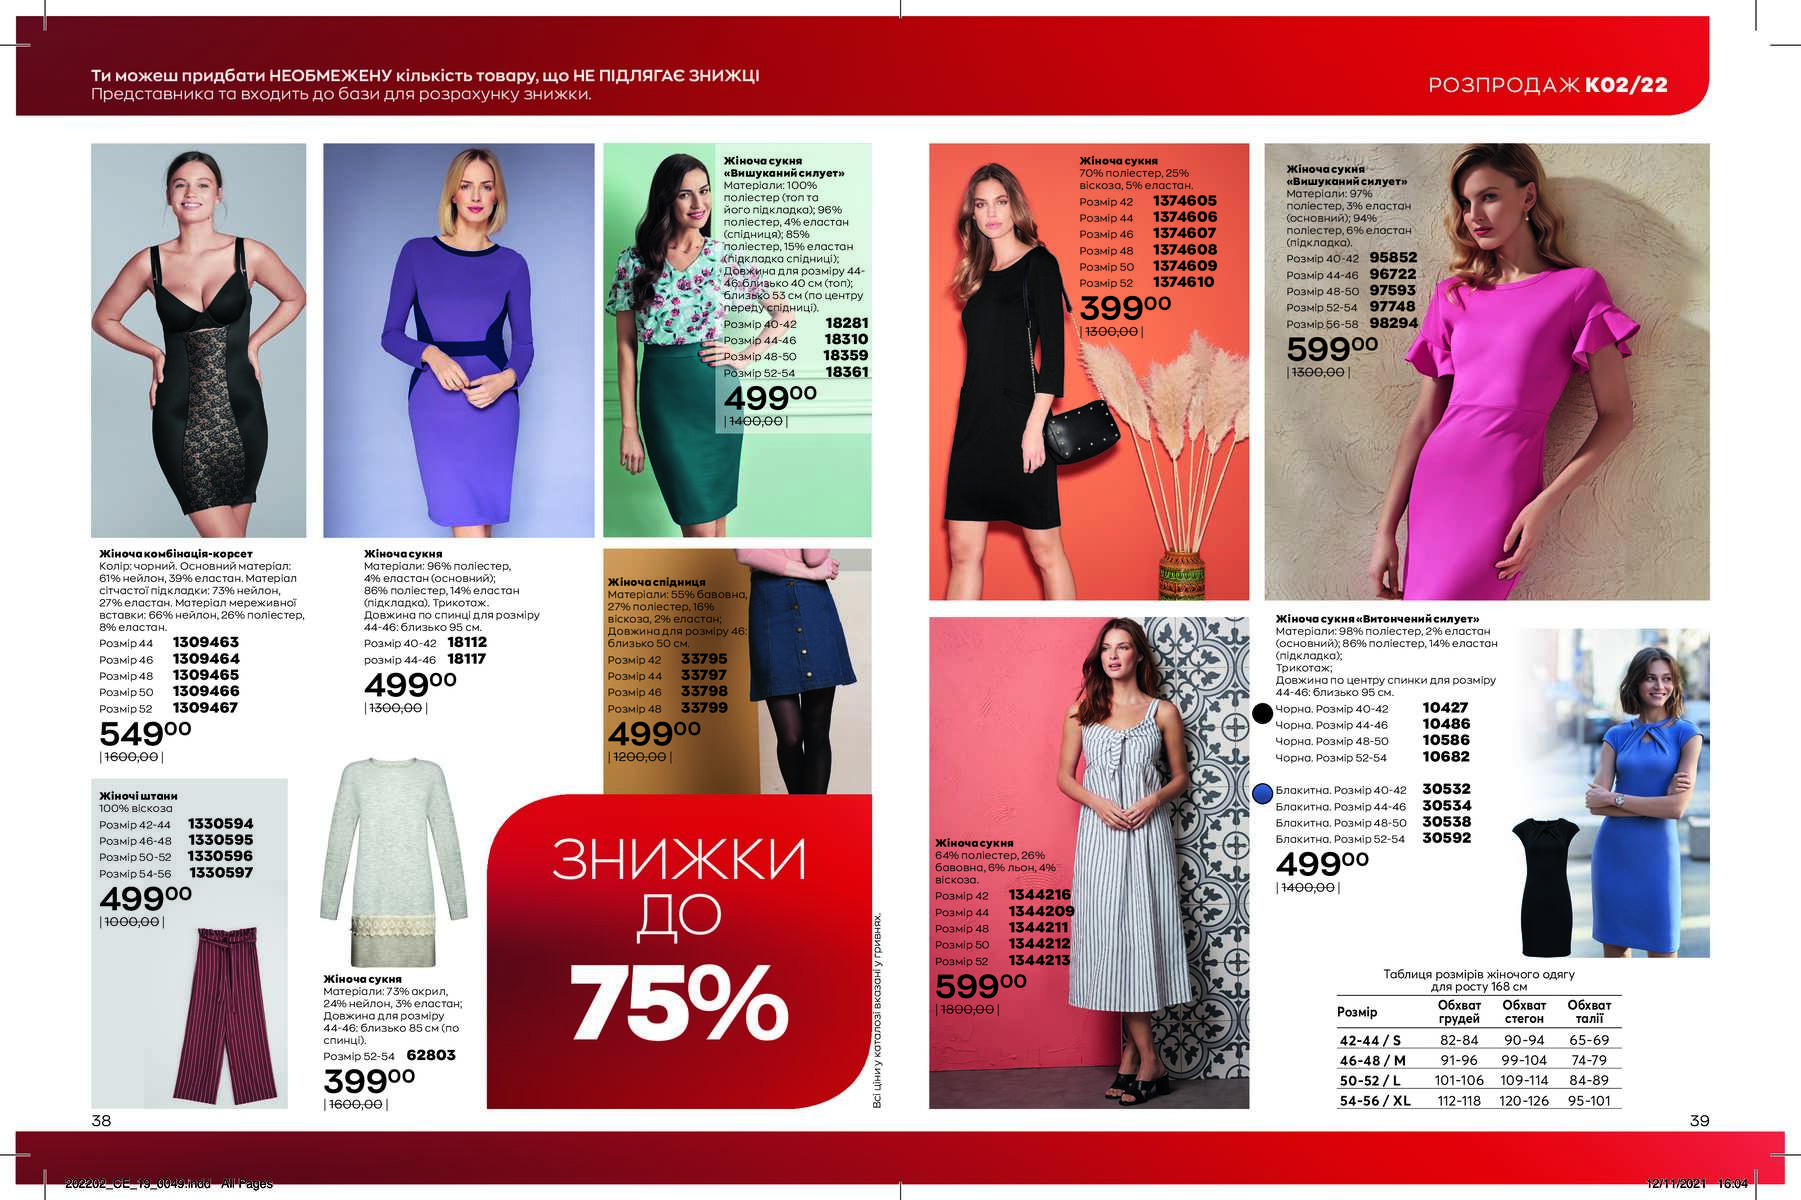 Ти можеш придбати НЕОБМЕЖЕНУ кількість товару, що НЕ ПІДЛЯГАЄ ЗНИЖЦІ
Представника та входить до бази для розрахунку знижки.
РОЗПРОДАЖ К02/22
Жіноча комбінація-корсет
Колір: чорний. Основний матеріал:
61% нейлон, 39% еластан. Матеріал
сітчастої підкладки: 73% нейлон,
27% еластан. Матеріал мереживної
вставки: 66% нейлон, 26% поліестер,
8% еластан.
Розмір 44 1309463
Розмір 46 1309464
Розмір 48 1309465
Розмір 50 1309466
Розмір 52 1309467
549 00
| 1600,00 |
Жіноча сукня
Матеріали: 96% поліестер,
4% еластан (основний);
86% поліестер, 14% еластан
(підкладка). Трикотаж.
Довжина по спинці для розміру
44-46: близько 95 см.
Розмір 40-42 18112
розмір 44-46 18117
499 00
| 1300,00 |
Жіноча сукня
«Вишуканий силует»
Матеріали: 100%
поліестер (топ та
його підкладка); 96%
поліестер, 4% еластан
(спідниця); 85%
поліестер, 15% еластан
(підкладка спідниці);
Довжина для розміру 44-
46: близько 40 см (топ);
близько 53 см (по центру
переду спідниці).
Розмір 40-42 18281
Розмір 44-46 18310
Розмір 48-50 18359
Розмір 52-54 18361
499 00
| 1400,00 |
Жіноча спідниця
Матеріали: 55% бавовна,
27% поліестер, 16%
віскоза, 2% еластан;
Довжина для розміру 46:
близько 50 см.
Розмір 42 33795
Розмір 44 33797
Розмір 46 33798
Розмір 48 33799
499 00
| 1200,00 |
Жіночі штани
100% віскоза
Розмір 42-44 1330594
Розмір 46-48 1330595
Розмір 50-52 1330596
Розмір 54-56 1330597
499 00
| 1000,00 |
Жіноча сукня
Матеріали: 73% акрил,
24% нейлон, 3% еластан;
Довжина для розміру
44-46: близько 85 см (по
спинці).
Розмір 52-54 62803
399 00
| 1600,00 |
ЗНИЖКИ
ДО
75%
Всі ціни у каталозі вказані у гривнях.
38
Жіноча сукня
70% поліестер, 25%
віскоза, 5% еластан.
Розмір 42 1374605
Розмір 44 1374606
Розмір 46 1374607
Розмір 48 1374608
Розмір 50 1374609
Розмір 52 1374610
399 00
| 1300,00 |
Жіноча сукня
«Вишуканий силует»
Матеріали: 97%
поліестер, 3% еластан
(основний); 94%
поліестер, 6% еластан
(підкладка).
Розмір 40-42 95852
Розмір 44-46 96722
Розмір 48-50 97593
Розмір 52-54 97748
Розмір 56-58 98294
599 00
| 1300,00 |
Жіноча сукня
64% поліестер, 26%
бавовна, 6% льон, 4%
віскоза.
Розмір 42 1344216
Розмір 44 1344209
Розмір 48 1344211
Розмір 50 1344212
Розмір 52 1344213
599 00
| 1800,00 |
Жіноча сукня «Витончений силует»
Матеріали: 98% поліестер, 2% еластан
(основний); 86% поліестер, 14% еластан
(підкладка);
Трикотаж;
Довжина по центру спинки для розміру
44-46: близько 95 см.
Чорна. Розмір 40-42 10427
Чорна. Розмір 44-46 10486
Чорна. Розмір 48-50 10586
Чорна. Розмір 52-54 10682
Блакитна. Розмір 40-42 30532
Блакитна. Розмір 44-46 30534
Блакитна. Розмір 48-50 30538
Блакитна. Розмір 52-54 30592
499 00
| 1400,00 |
Таблиця розмірів жіночого одягу
для росту 168 см
Розмір Обхват грудей Обхват стегон Обхват талії
42-44 / S 82-84 90-94 65-69
46-48 / M 91-96 99-104 74-79
50-52 / L 101-106 109-114 84-89
54-56 / XL 112-118 120-126 95-101
39
202202_CE_19_0049.indd All Pages
12/11/2021 16:04